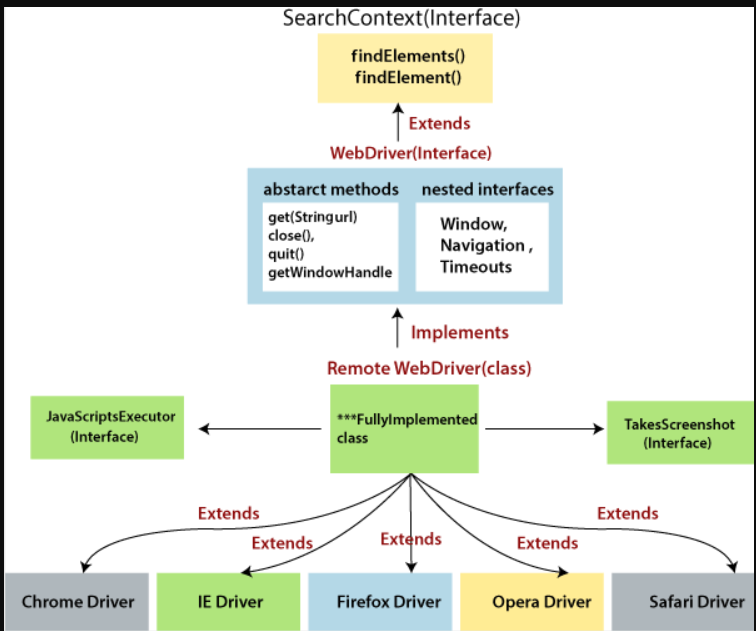 SearchContext(Interface)
findElements()
findElement()
Extends
WebDriver(Interface)
abstarct methods
nested interfaces
get(Stringurl)
close(),
quit()
getWindowHandle
Window,
Navigation ,
Timeouts
Implements
Remote WebDriver(class)
JavaScriptsExecutor
(Interface)
***FullyImplemented
class
TakesScreenshot
(Interface)
Extends
Extends
Extends
Extends
Extends
Chrome Driver
IE Driver
Firefox Driver
Opera Driver
Safari Driver